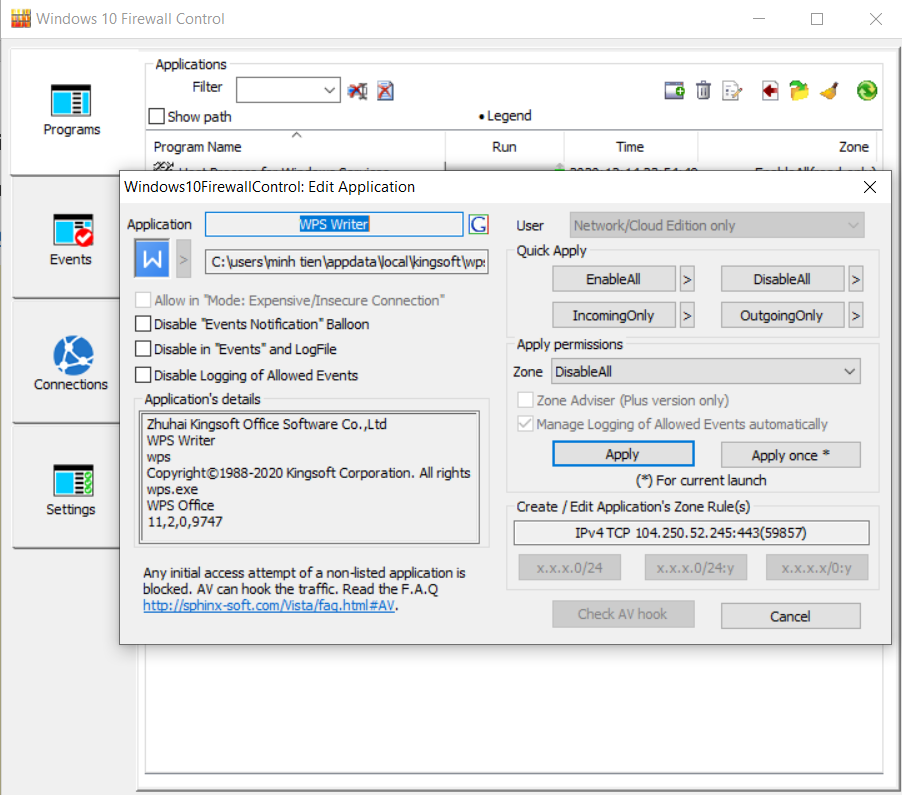 Windows 10 Firewall Control
Programs
Events
Connections
Settings
Applications
Filter
Show path
• Legend
Program Name
Run
Time
Zone
Windows10FirewallControl: Edit Application
Application
WPS Writer
G
W
>
C:\users\minh tien\appdata\local\kingsoft\wp
Allow in "Mode: Expensive/Insecure Connection"
Disable "Events Notification" Balloon
Disable in "Events" and LogFile
Disable Logging of Allowed Events
Application's details
Zhuhai Kingsoft Office Software Co.,Ltd
WPS Writer
wps
Copyright©1988-2020 Kingsoft Corporation. All rights
wps.exe
WPS Office
11,2,0,9747
Any initial access attempt of a non-listed application is
blocked. AV can hook the traffic. Read the F.A.Q
http://sphinx-soft.com/Vista/faq.html#AV.
User
Network/Cloud Edition only
Quick Apply
EnableAll >
DisableAll >
IncomingOnly >
OutgoingOnly >
Apply permissions
Zone DisableAll
Zone Adviser (Plus version only)
Manage Logging of Allowed Events automatically
Apply
Apply once *
(*) For current launch
Create / Edit Application's Zone Rule(s)
IPv4 TCP 104.250.52.245:443(59857)
x.x.x.0/24
x.x.x.0/24:y
x.x.x.x/0:y
Check AV hook
Cancel